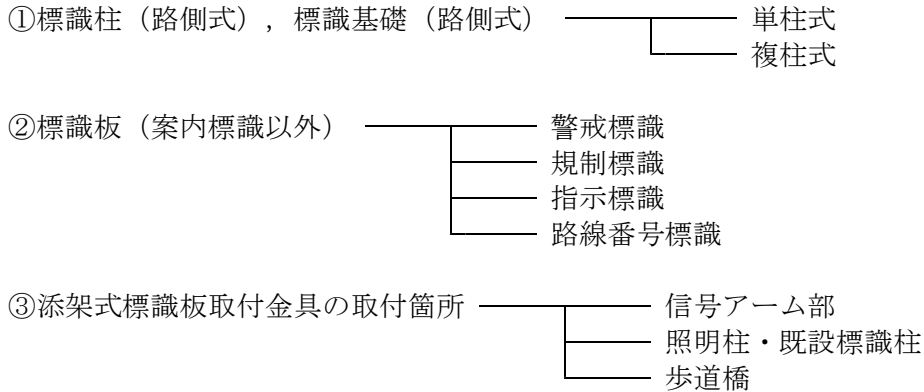 ①標識柱（路側式），標識基礎（路側式） 単柱式
複柱式
②標識板（案内標識以外） 警戒標識
規制標識
指示標識
路線番号標識
③添架式標識板取付金具の取付箇所 信号アーム部
照明柱・既設標識柱
歩道橋